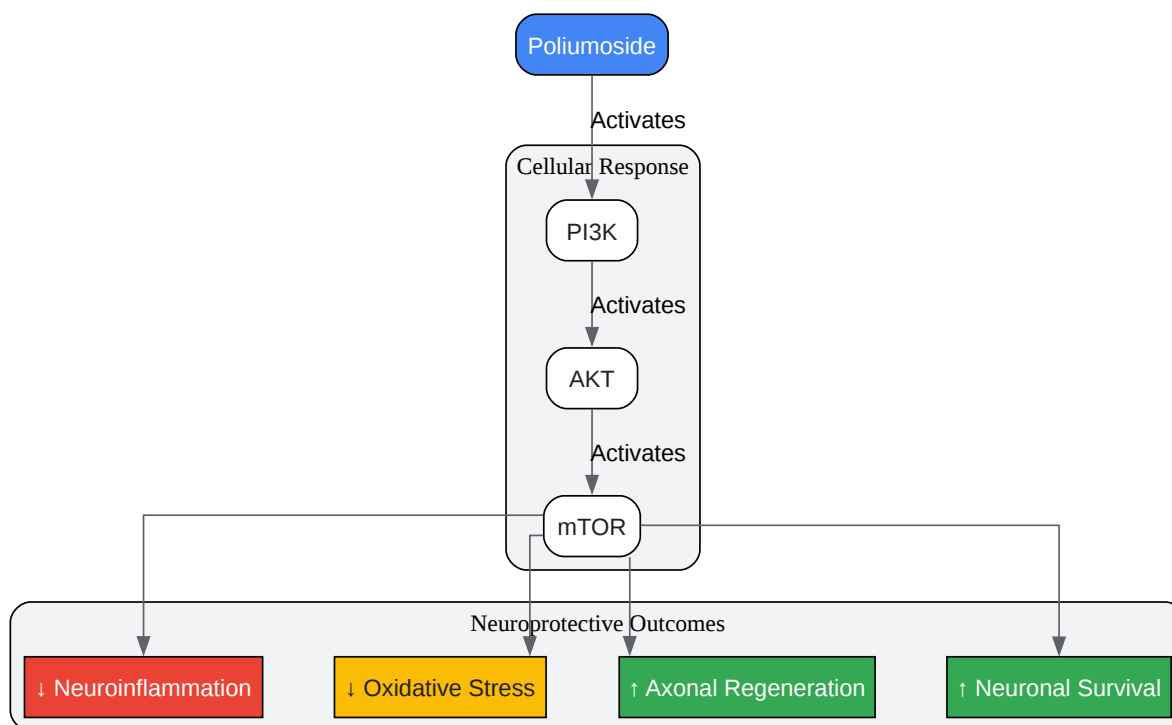 Poliumoside
Activates
Cellular Response
PI3K
Activates
AKT
Activates
mTOR
Neuroprotective Outcomes
↓ Neuroinflammation
↓ Oxidative Stress
↑ Axonal Regeneration
↑ Neuronal Survival